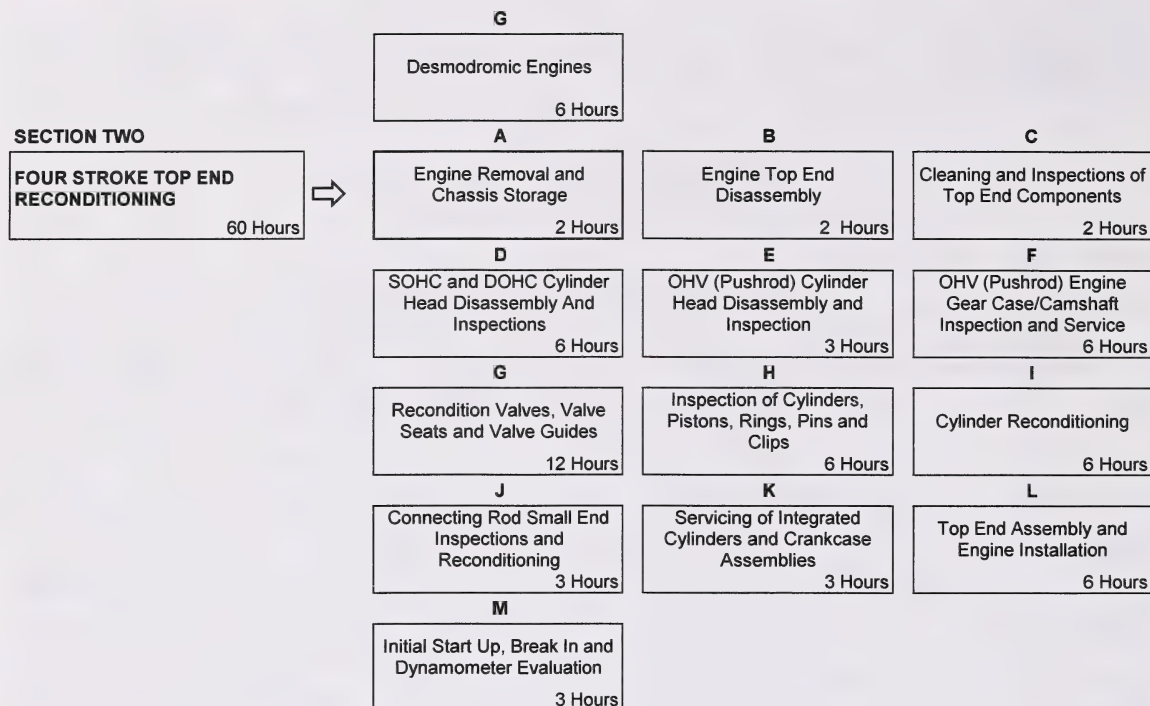 G
Desmodromic Engines
6 Hours
SECTION TWO
FOUR STROKE TOP END
RECONDITIONING
60 Hours
A
Engine Removal and
Chassis Storage
2 Hours
B
Engine Top End
Disassembly
2 Hours
C
Cleaning and Inspections of
Top End Components
2 Hours
D
SOHC and DOHC Cylinder
Head Disassembly And
Inspections
6 Hours
E
OHV (Pushrod) Cylinder
Head Disassembly and
Inspection
3 Hours
F
OHV (Pushrod) Engine
Gear Case/Camshaft
Inspection and Service
6 Hours
G
Recondition Valves, Valve
Seats and Valve Guides
12 Hours
H
Inspection of Cylinders,
Pistons, Rings, Pins and
Clips
6 Hours
I
Cylinder Reconditioning
6 Hours
J
Connecting Rod Small End
Inspections and
Reconditioning
3 Hours
K
Servicing of Integrated
Cylinders and Crankcase
Assemblies
3 Hours
L
Top End Assembly and
Engine Installation
6 Hours
M
Initial Start Up, Break In and
Dynamometer Evaluation
3 Hours